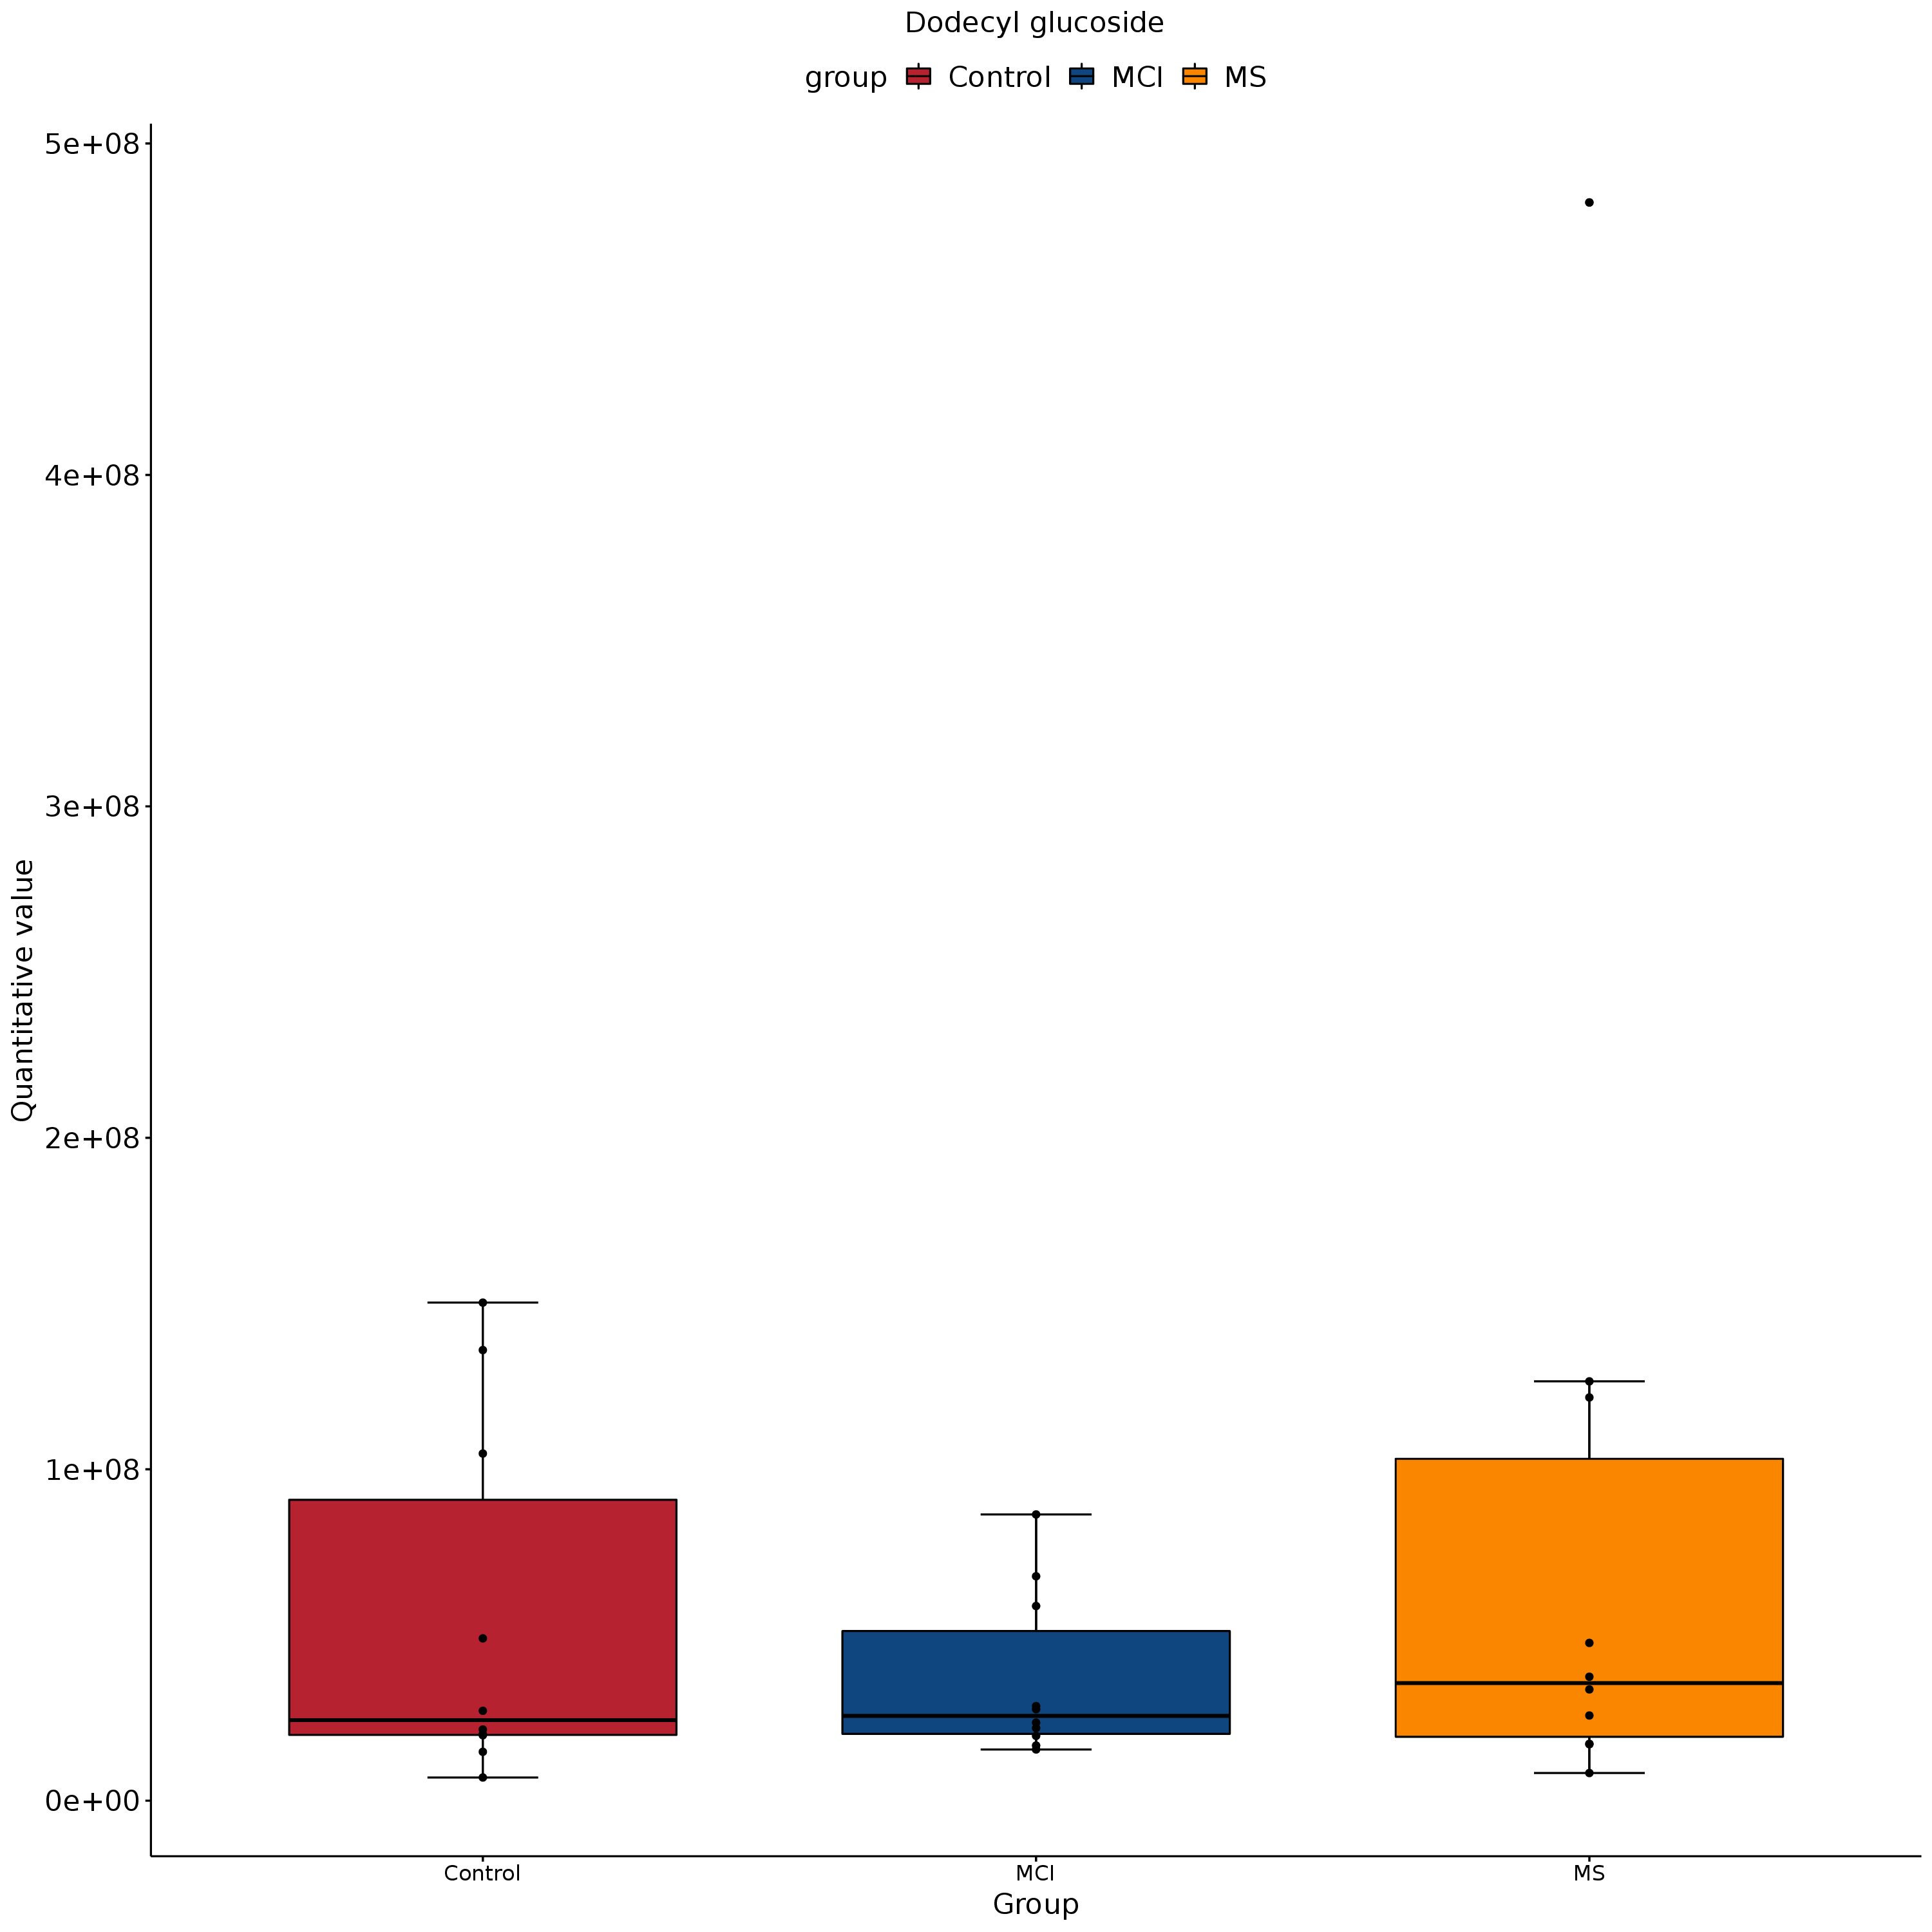 Dodecyl glucoside
group Control MCI MS
5e+08
4e+08
3e+08
2e+08
1e+08
0e+00
Quantitative value
Control MCI MS
Group